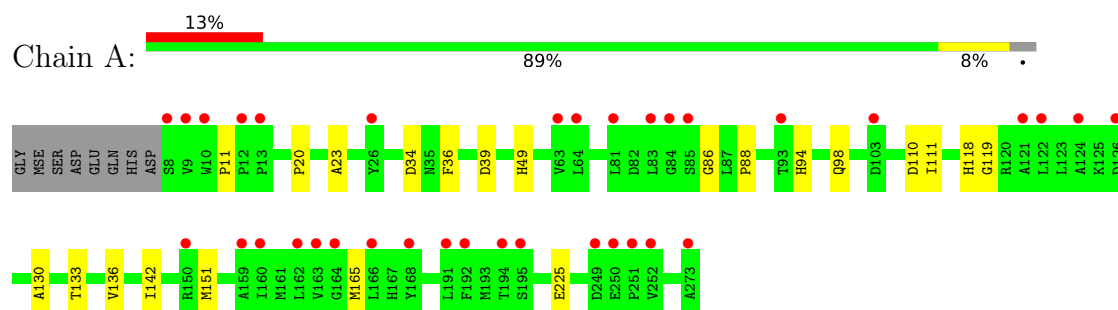 13%
Chain A:
89% 8% •
GLY MSE SER ASP GLU GLN HIS ASP S8 V9 W10 P11 P12 P13 P20 A23 Y26 D34 N35 F36 D39 H49 V63 L64 L81 D82 L83 G84 S85 G86 L87 P88 T93 H94 Q98 D103 D110 I111 H118 G119 R120 A121 L122 L123 A124 K125 D126
A130 T133 V136 I142 R150 M151 A159 I160 M161 L162 V163 G164 M165 L166 H167 Y168 L191 F192 M193 T194 S195 E225 D249 E250 P251 V252 A273